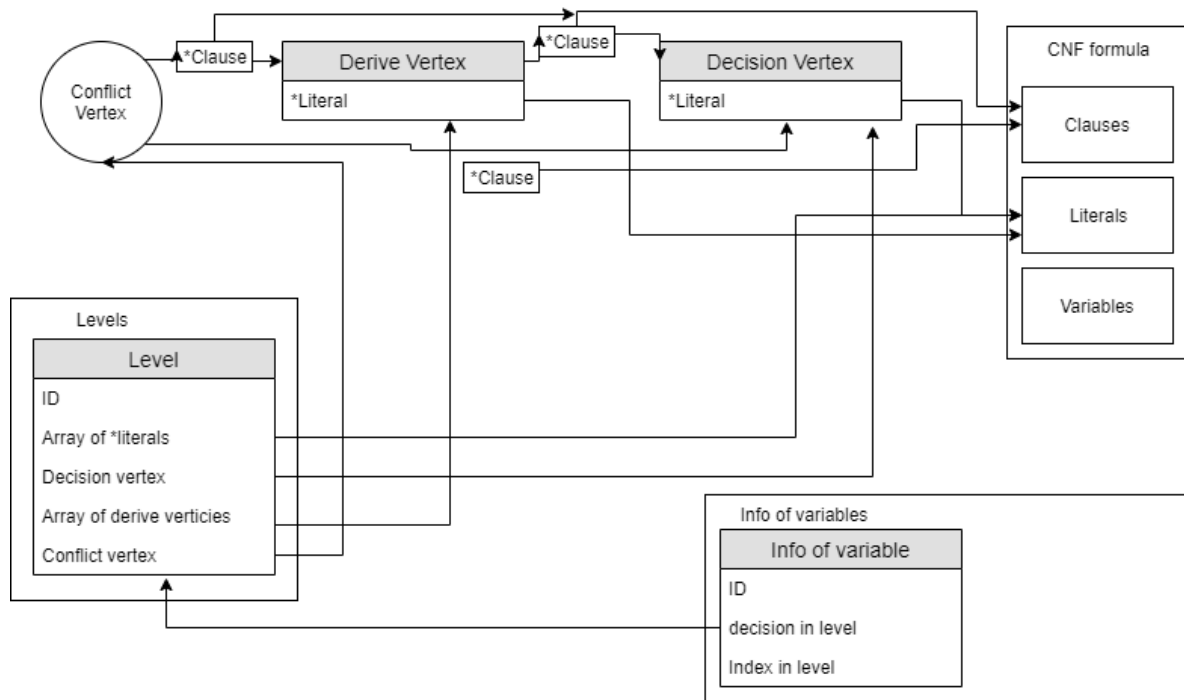 Conflict
Vertex
*Clause
Derive Vertex
*Literal
*Clause
Decision Vertex
*Literal
*Clause
CNF formula
Clauses
Literals
Variables
Levels
Level
ID
Array of *literals
Decision vertex
Array of derive verticies
Conflict vertex
Info of variables
Info of variable
ID
decision in level
Index in level